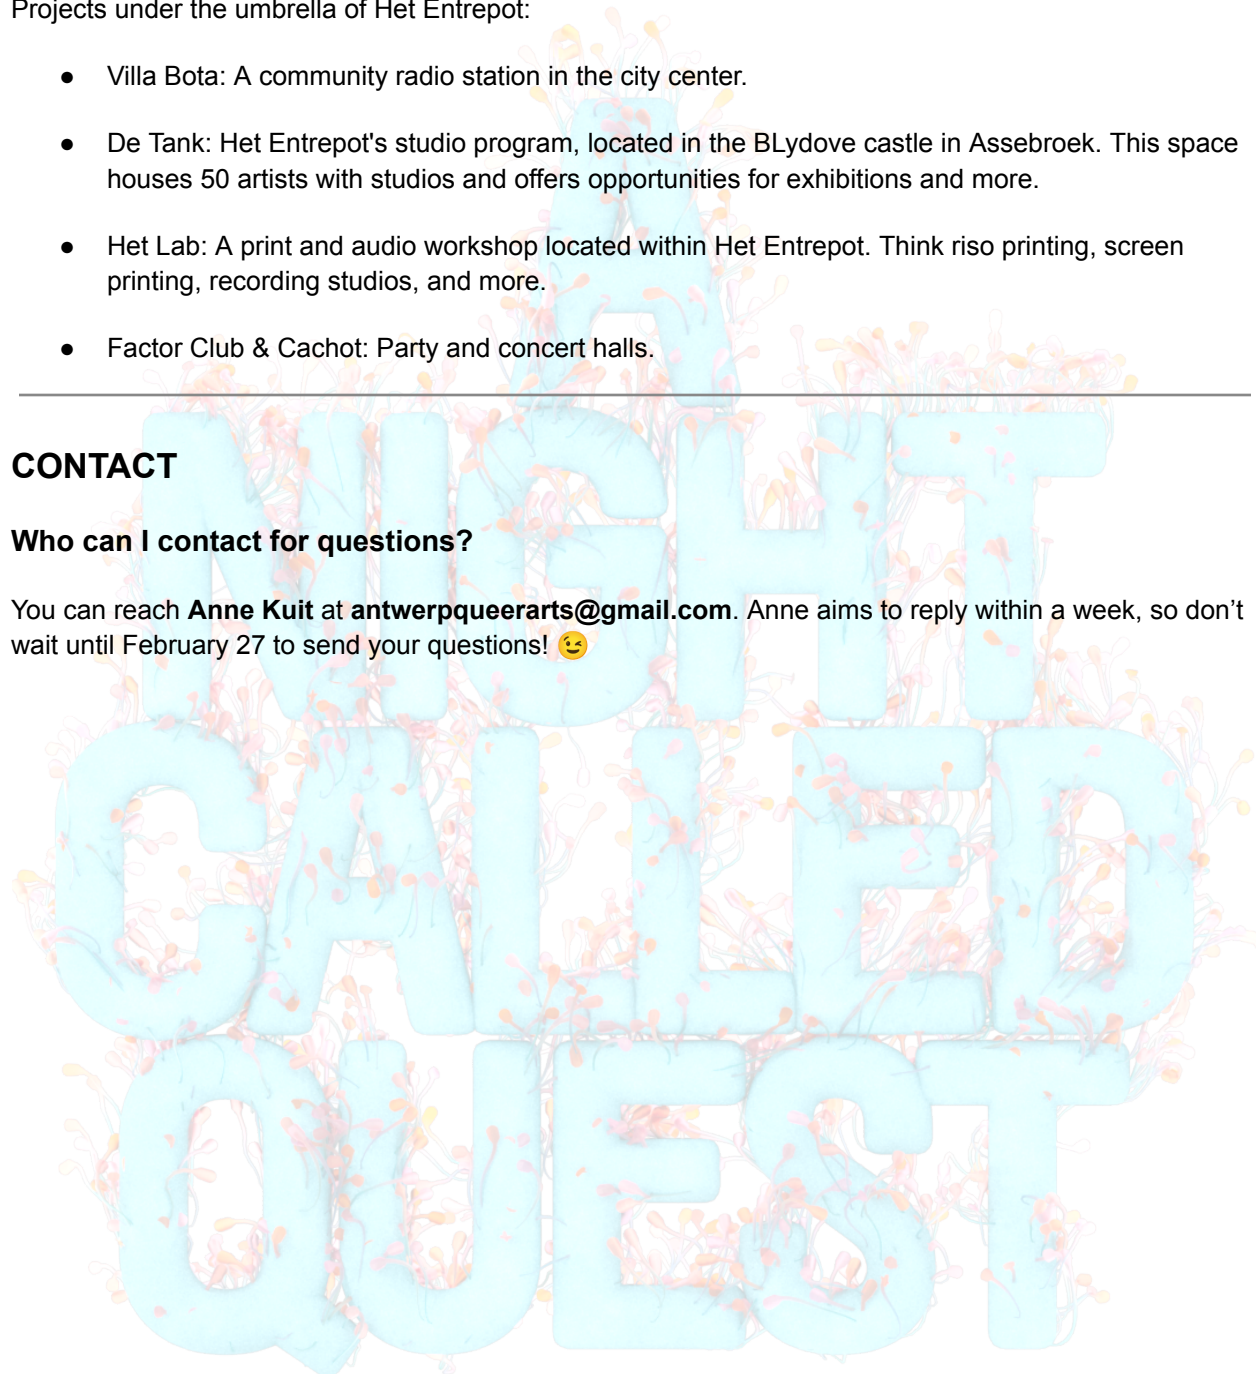 Projects under the umbrella of Het Entrepot:
● Villa Bota: A community radio station in the city center.
● De Tank: Het Entrepot's studio program, located in the BLydove castle in Assebroek. This space
houses 50 artists with studios and offers opportunities for exhibitions and more.
● Het Lab: A print and audio workshop located within Het Entrepot. Think riso printing, screen
printing, recording studios, and more.
● Factor Club & Cachot: Party and concert halls.
CONTACT
Who can I contact for questions?
You can reach Anne Kuit at antwerpqueerarts@gmail.com. Anne aims to reply within a week, so don’t
wait until February 27 to send your questions! 😉
A
NIGHT
CALLED
QUEST